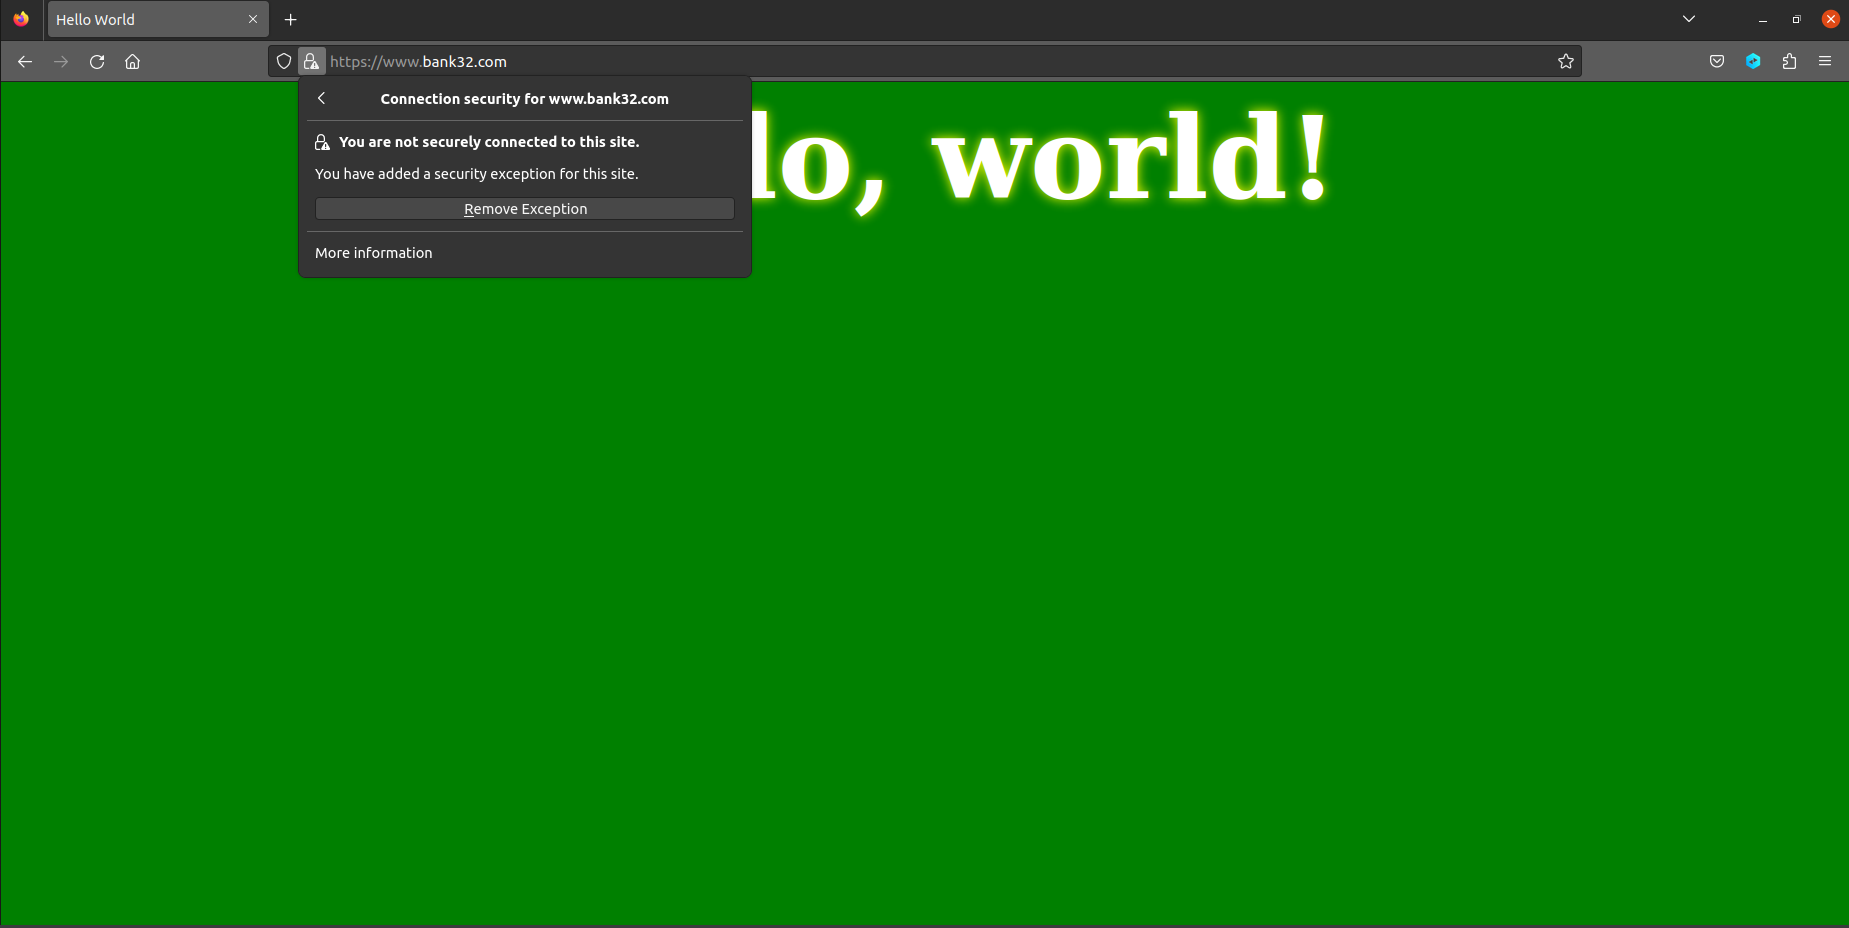 Hello World
https://www.bank32.com
Connection security for www.bank32.com
lo, world!
You are not securely connected to this site.
You have added a security exception for this site.
Remove Exception
More information